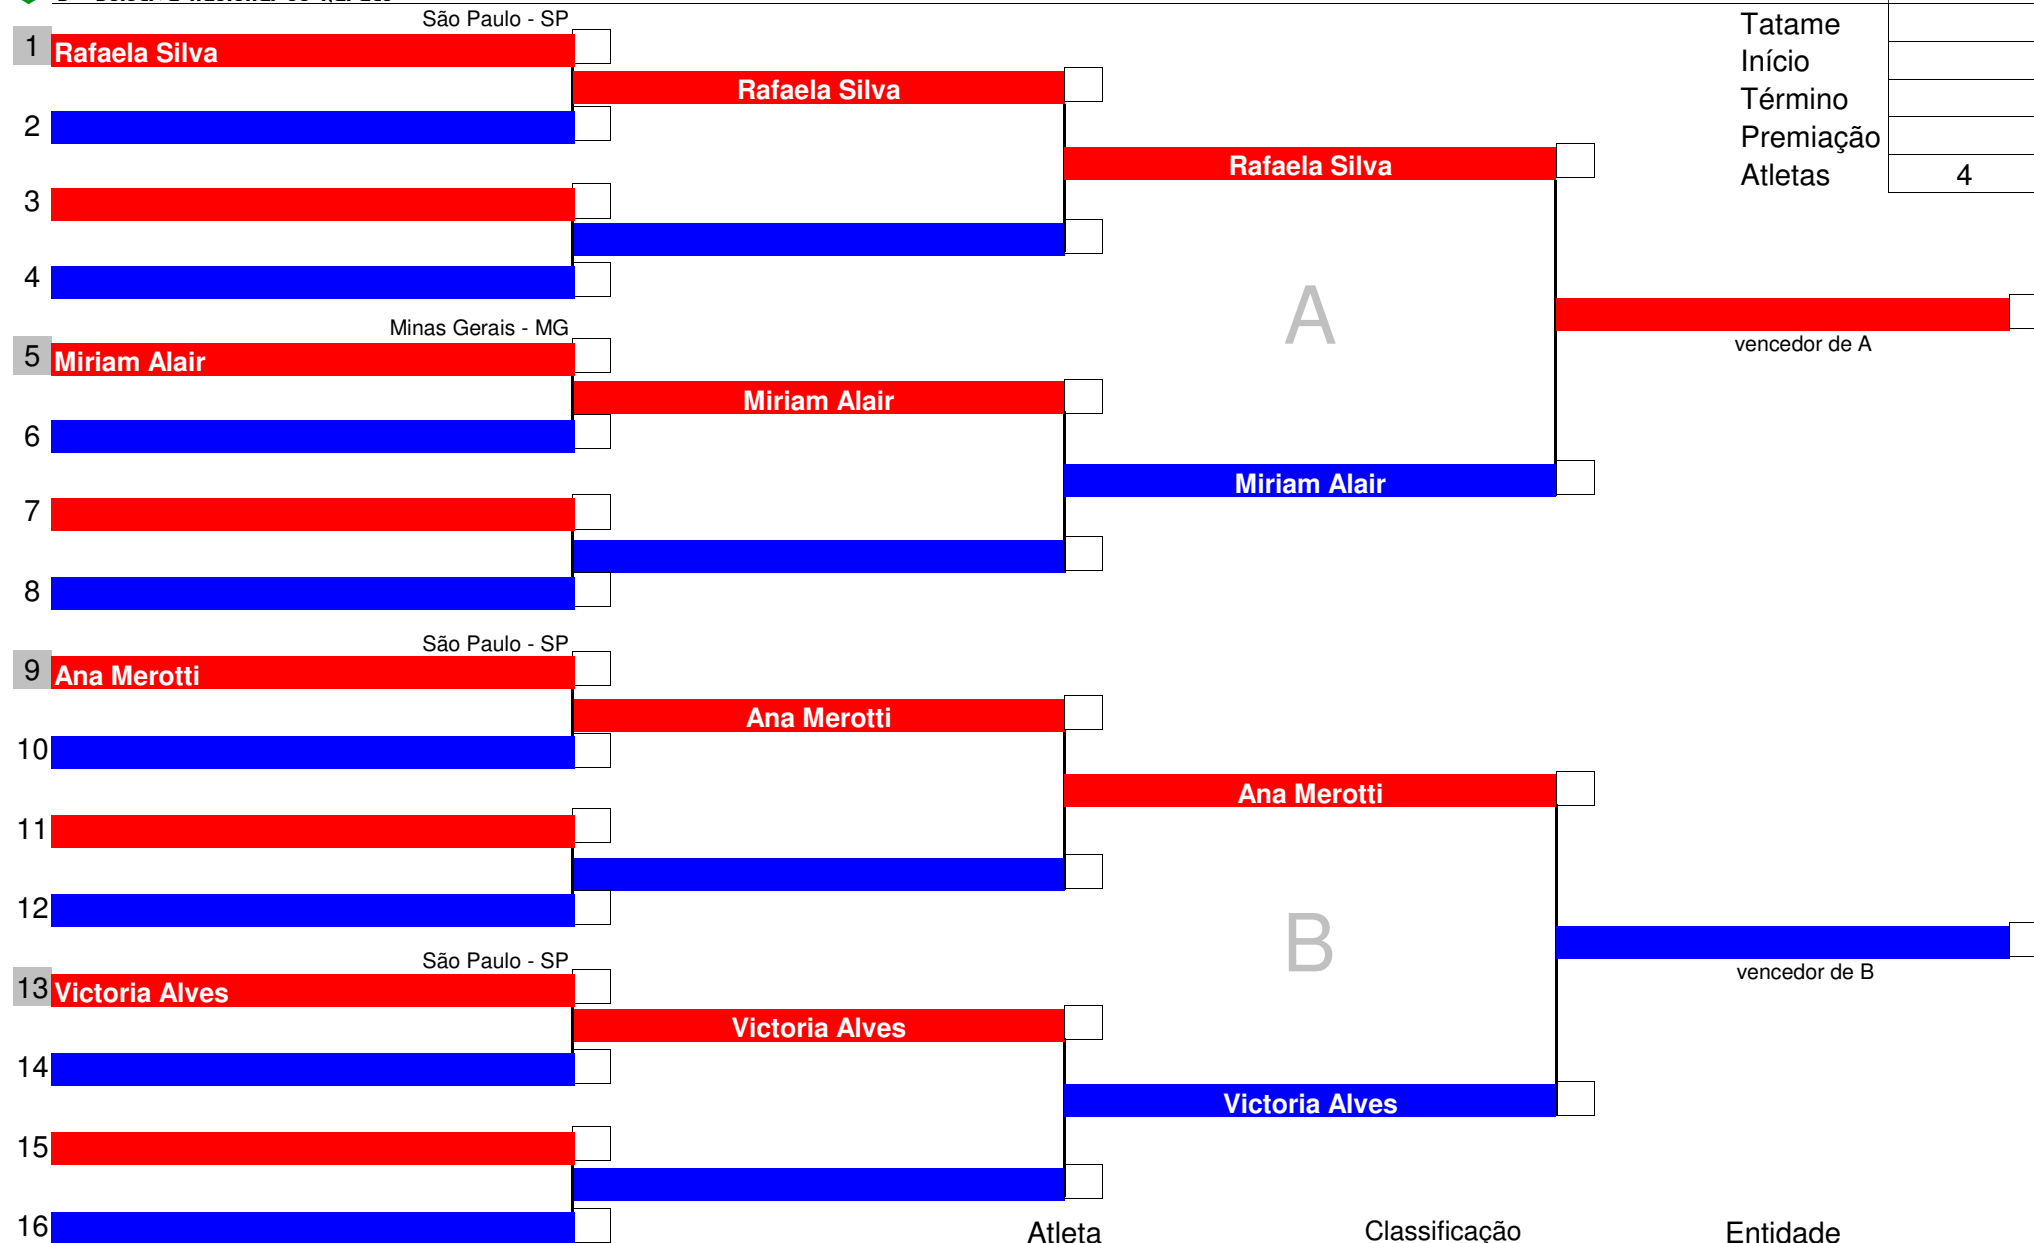 São Paulo - SP
Tatame
1 Rafaela Silva
Início
Rafaela Silva
Término
2
Premiação
Rafaela Silva
Atletas 4
3
4
A
Minas Gerais - MG
vencedor de A
5 Miriam Alair
Miriam Alair
6
Miriam Alair
7
8
São Paulo - SP
9 Ana Merotti
Ana Merotti
10
Ana Merotti
11
12
B
São Paulo - SP
vencedor de B
13 Victoria Alves
Victoria Alves
14
Victoria Alves
15
16
Atleta Classificação Entidade